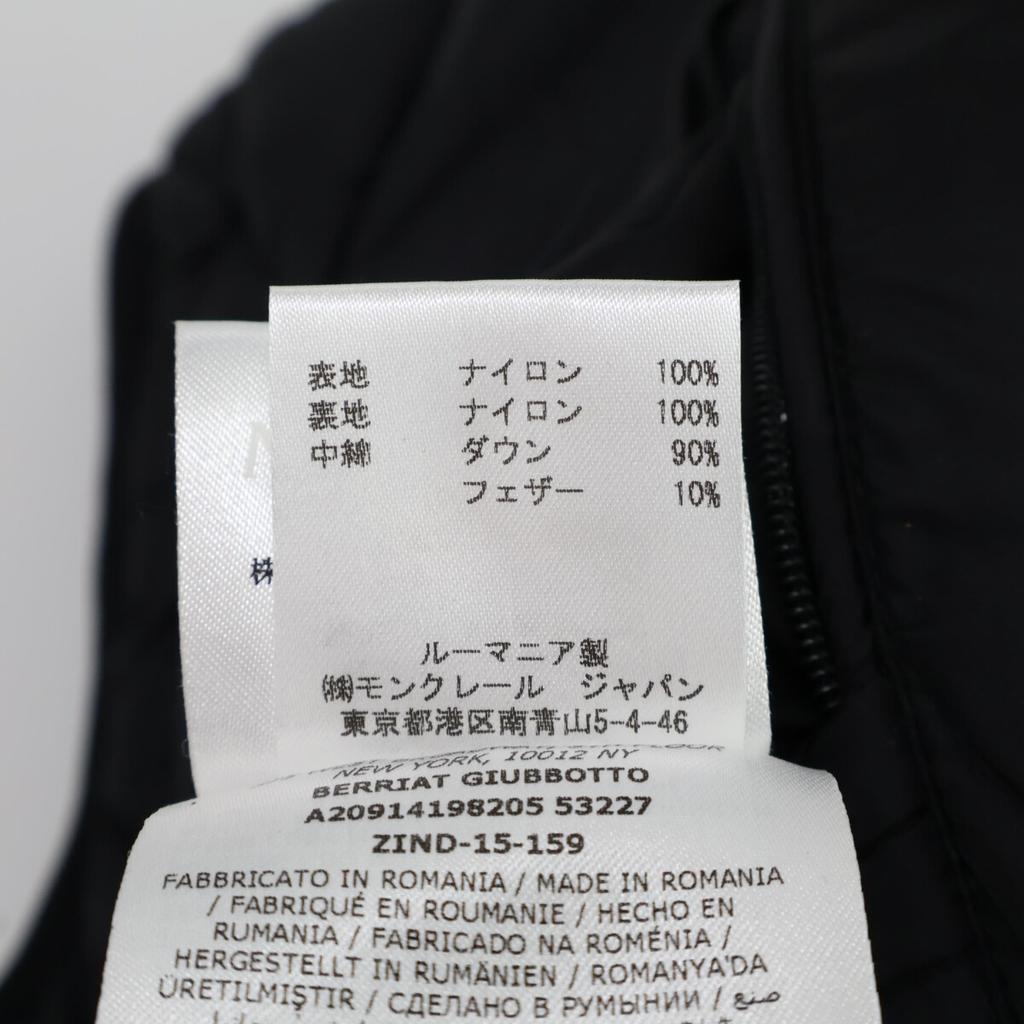 表地 ナイロン 100%
裏地 ナイロン 100%
中綿 ダウン 90%
フェザー 10%
株
ルーマニア製
㈱モンクレール ジャパン
東京都港区南青山5-4-46
NEW YORK, 10012 NY
BERRIAT GIUBBOTTO
A20914198205 53227
ZIND-15-159
FABBRICATO IN ROMANIA / MADE IN ROMANIA
/ FABRIQUÉ EN ROUMANIE / HECHO EN
RUMANIA / FABRICADO NA ROMÉNIA /
HERGESTELLT IN RUMÄNIEN / ROMANYA'DA
ÜRETILMIŞTIR / СДЕЛАНО В РУМЫНИИ / صنع